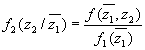 f₂(z₂ / z̄₁) = f(z̄₁, z₂) / f₁(z̄₁)